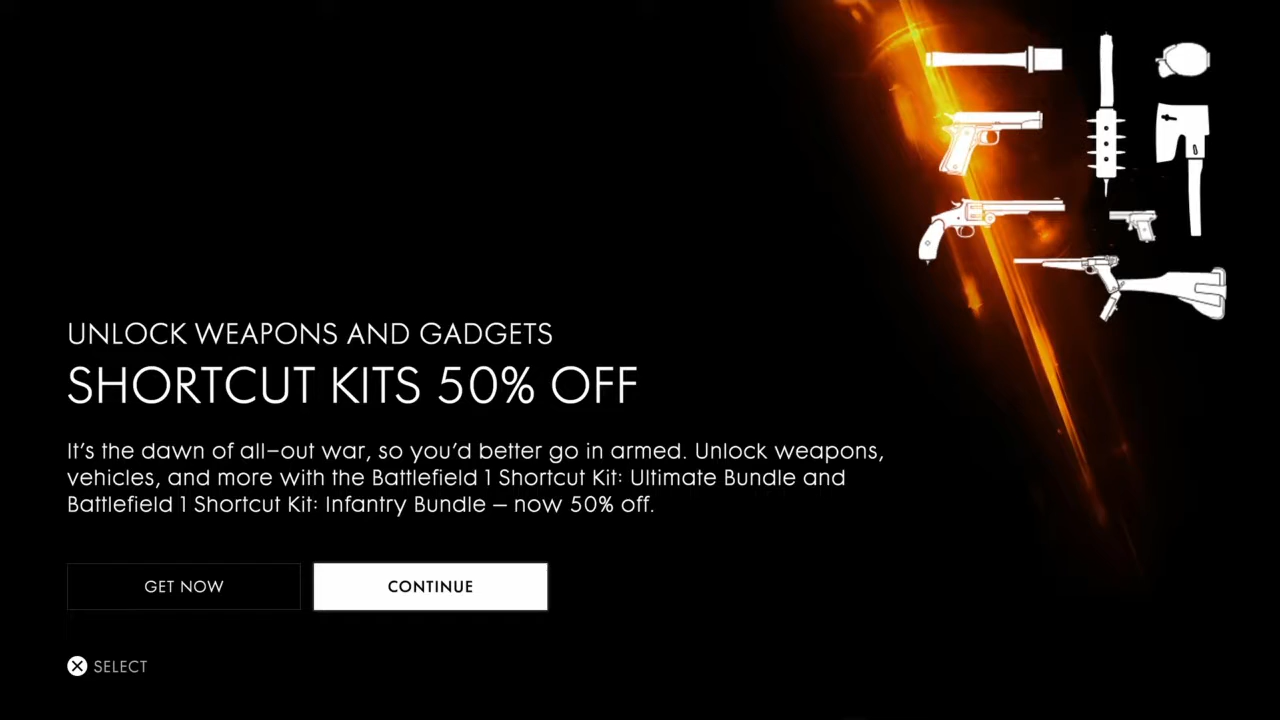 UNLOCK WEAPONS AND GADGETS
SHORTCUT KITS 50% OFF
It's the dawn of all-out war, so you'd better go in armed. Unlock weapons,
vehicles, and more with the Battlefield 1 Shortcut Kit: Ultimate Bundle and
Battlefield 1 Shortcut Kit: Infantry Bundle – now 50% off.
GET NOW
CONTINUE
SELECT